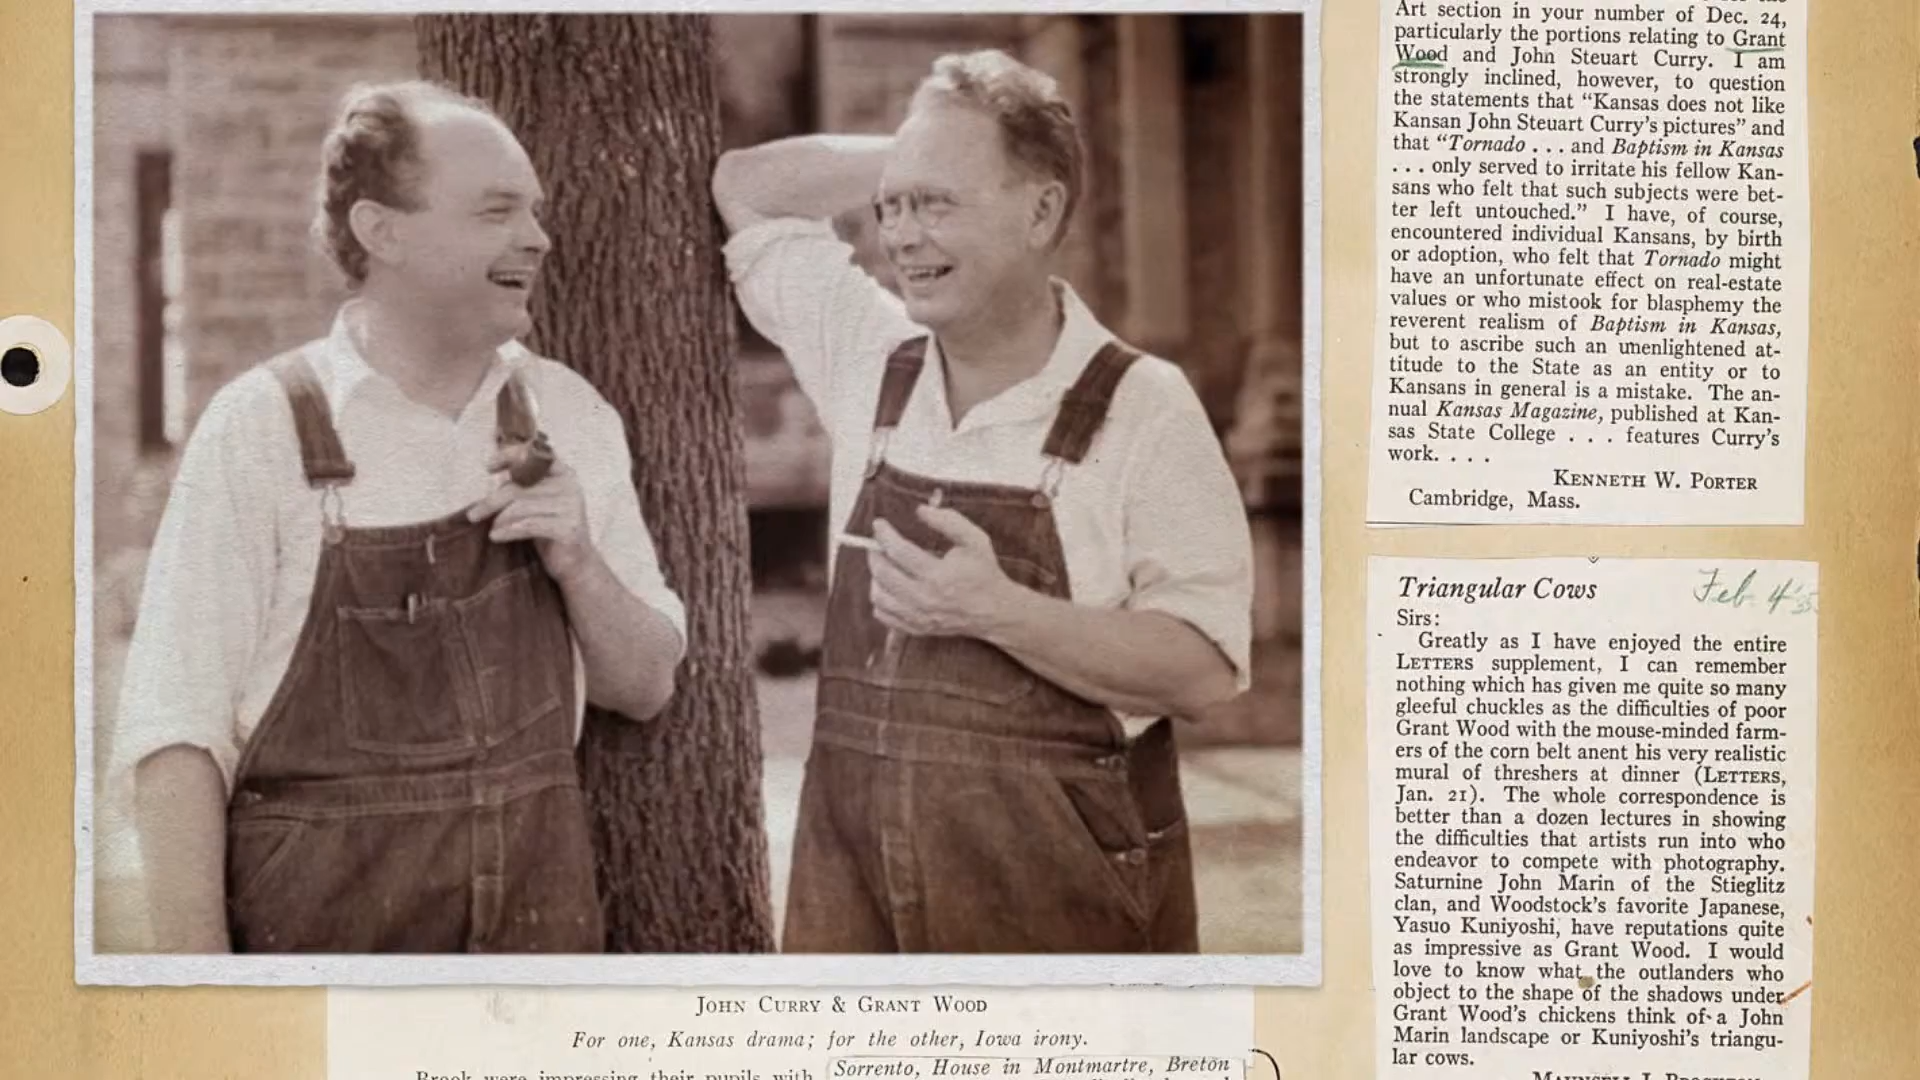 Art section in your number of Dec. 24,
particularly the portions relating to Grant
Wood and John Steuart Curry. I am
strongly inclined, however, to question
the statements that “Kansas does not like
Kansan John Steuart Curry’s pictures” and
that “Tornado . . . and Baptism in Kansas
. . . only served to irritate his fellow Kan-
sans who felt that such subjects were bet-
ter left untouched.” I have, of course,
encountered individual Kansans, by birth
or adoption, who felt that Tornado might
have an unfortunate effect on real-estate
values or who mistook for blasphemy the
reverent realism of Baptism in Kansas,
but to ascribe such an unenlightened at-
titude to the State as an entity or to
Kansans in general is a mistake. The an-
nual Kansas Magazine, published at Kan-
sas State College . . . features Curry’s
work. . . .
KENNETH W. PORTER
Cambridge, Mass.
Triangular Cows
Feb 4 '35
Sirs:
Greatly as I have enjoyed the entire
LETTERS supplement, I can remember
nothing which has given me quite so many
gleeful chuckles as the difficulties of poor
Grant Wood with the mouse-minded farm-
ers of the corn belt anent his very realistic
mural of threshers at dinner (LETTERS,
Jan. 21). The whole correspondence is
better than a dozen lectures in showing
the difficulties that artists run into who
endeavor to compete with photography.
Saturnine John Marin of the Stieglitz
clan, and Woodstock’s favorite Japanese,
Yasuo Kuniyoshi, have reputations quite
as impressive as Grant Wood. I would
love to know what the outlanders who
object to the shape of the shadows under
Grant Wood’s chickens think of a John
Marin landscape or Kuniyoshi’s triangu-
lar cows.
JOHN CURRY & GRANT WOOD
For one, Kansas drama; for the other, Iowa irony.
Brook were impressing their pupils with
Sorrento, House in Montmartre, Breton